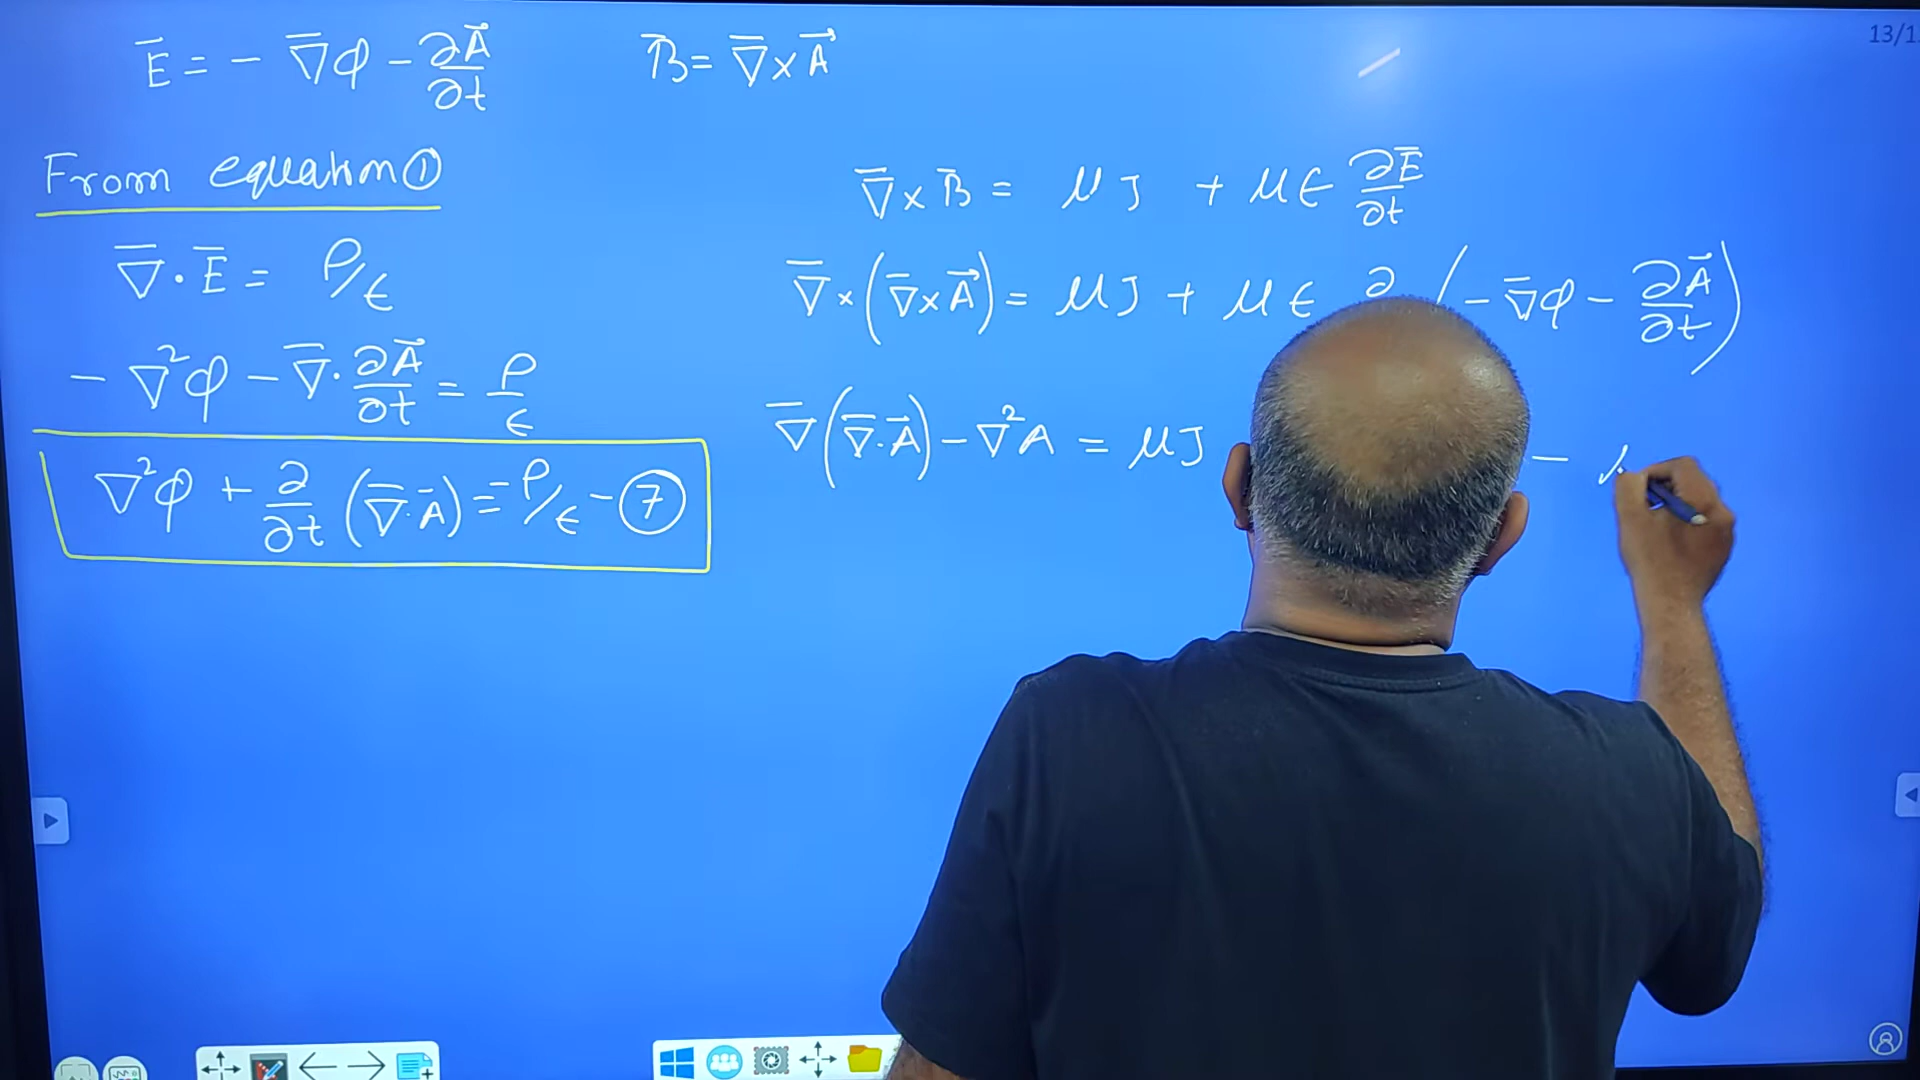 E̅ = - ∇̅φ - ∂A⃗/∂t
B̅ = ∇̅ × A⃗
13/1
From equation ①
∇̅ · E̅ = ρ/ϵ
- ∇²φ - ∇̅ · ∂A⃗/∂t = ρ/ϵ
∇²φ + ∂/∂t (∇̅ · A̅) = -ρ/ϵ - ⑦
∇̅ × B̅ = μJ + μϵ ∂E̅/∂t
∇̅ × (∇̅ × A⃗) = μJ + μϵ ∂ (- ∇̅φ - ∂A⃗/∂t)
∇̅(∇̅ · A̅) - ∇²A = μJ -